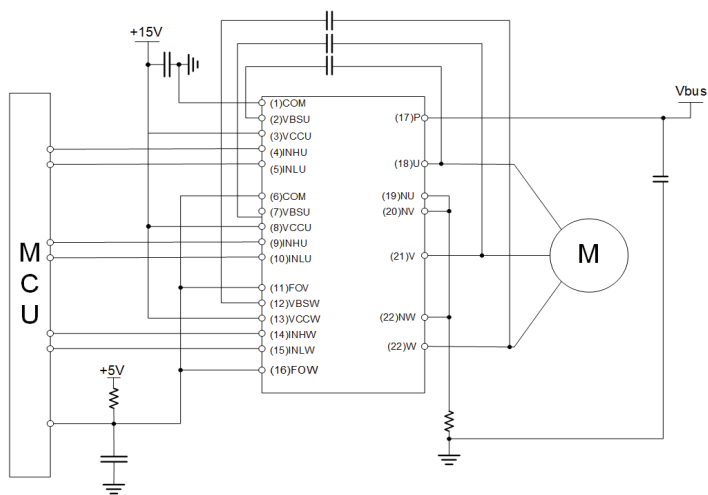 +15V
Vbus
(1)COM
(2)VBSU
(17)P
(3)VCCU
(4)INHU
(5)INLU
(18)U
(6)COM
(19)NU
(7)VBSU
(20)NV
(8)VCCU
(9)INHU
(10)INLU
(21)V
M
MCU
(11)FOV
(12)VBSW
(13)VCCW
(22)NW
(14)INHW
(15)INLW
(22)W
(16)FOW
+5V